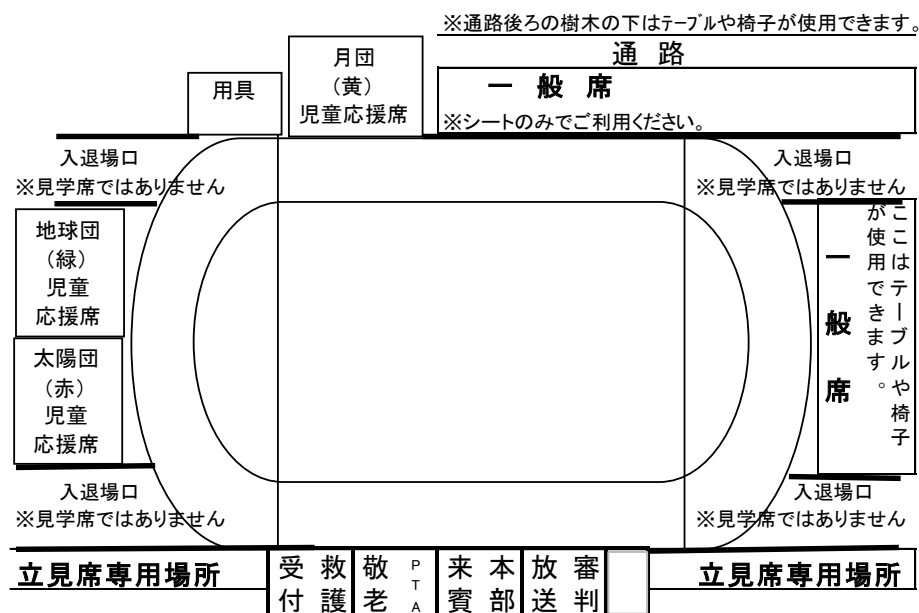 ※通路後ろの樹木の下はテーブルや椅子が使用できます。
通 路
月団
（黄）
児童応援席
用具
一 般 席
※シートのみでご利用ください。
入退場口
※見学席ではありません
入退場口
※見学席ではありません
地球団
（緑）
児童
応援席
太陽団
（赤）
児童
応援席
ここはテーブルや椅子
が使用できます。
一般席
入退場口
※見学席ではありません
入退場口
※見学席ではありません
立見席専用場所
受付
救護
敬老
PTA
来賓
本部
放送
審判
立見席専用場所